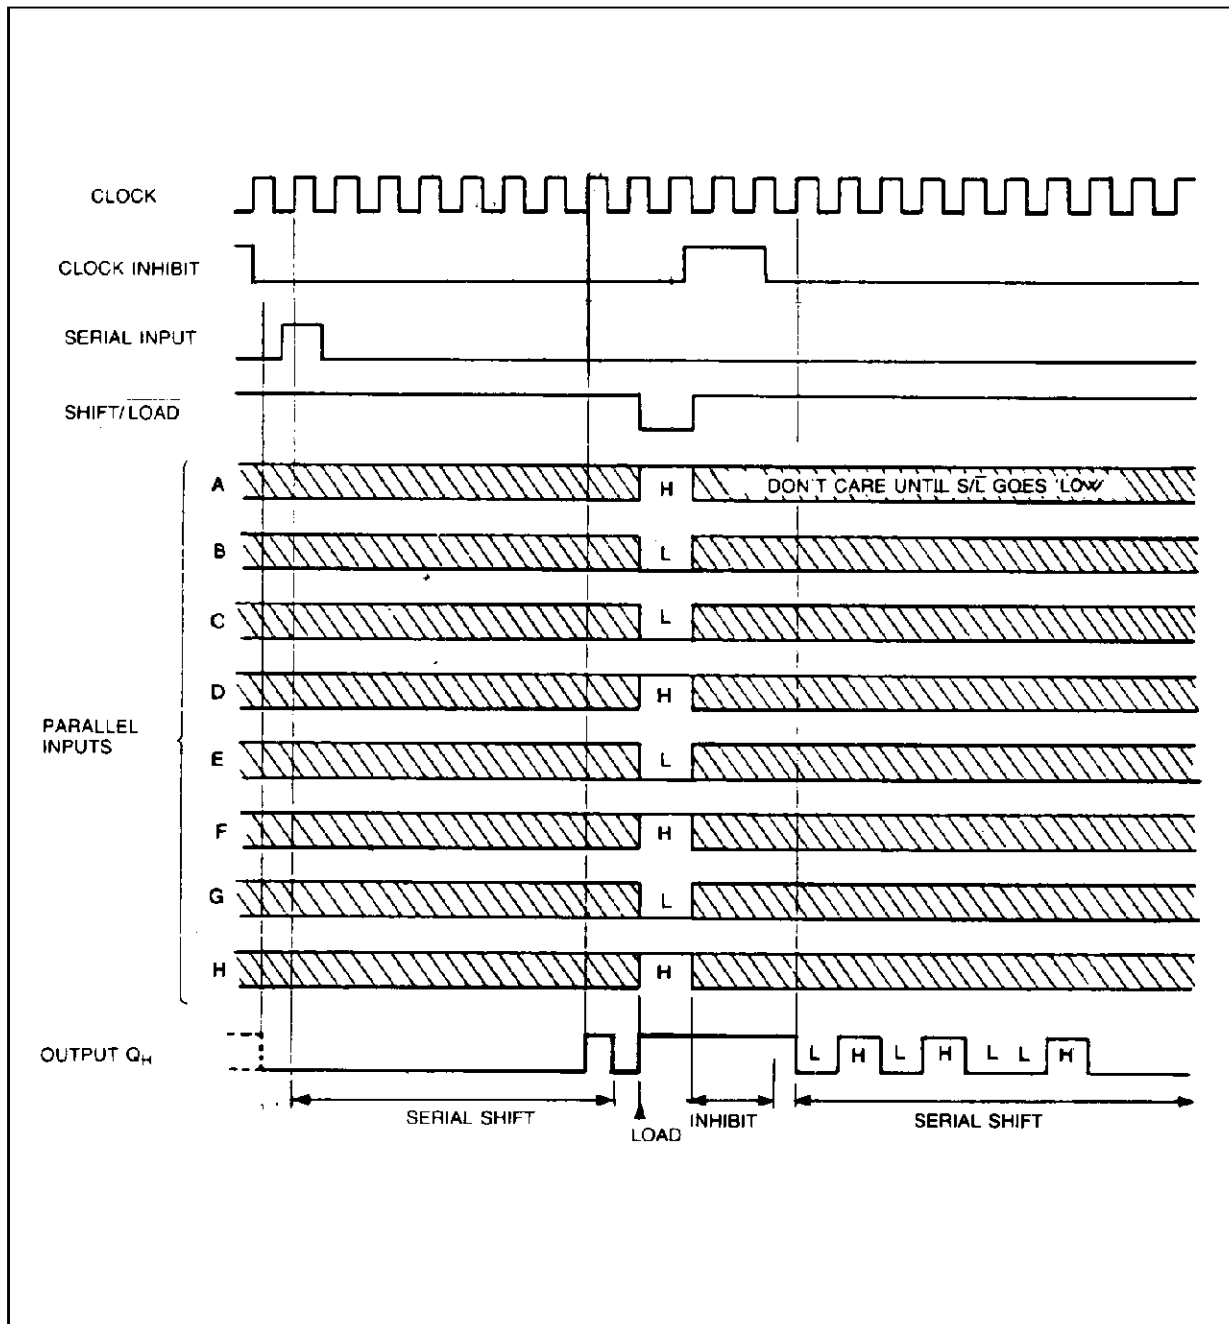 CLOCK
CLOCK INHIBIT
SERIAL INPUT
SHIFT/LOAD
A H DON'T CARE UNTIL S/L GOES LOW
B L
C L
D H
PARALLEL
INPUTS
E L
F H
G L
H H
OUTPUT QH L H L H L L H
SERIAL SHIFT LOAD INHIBIT SERIAL SHIFT